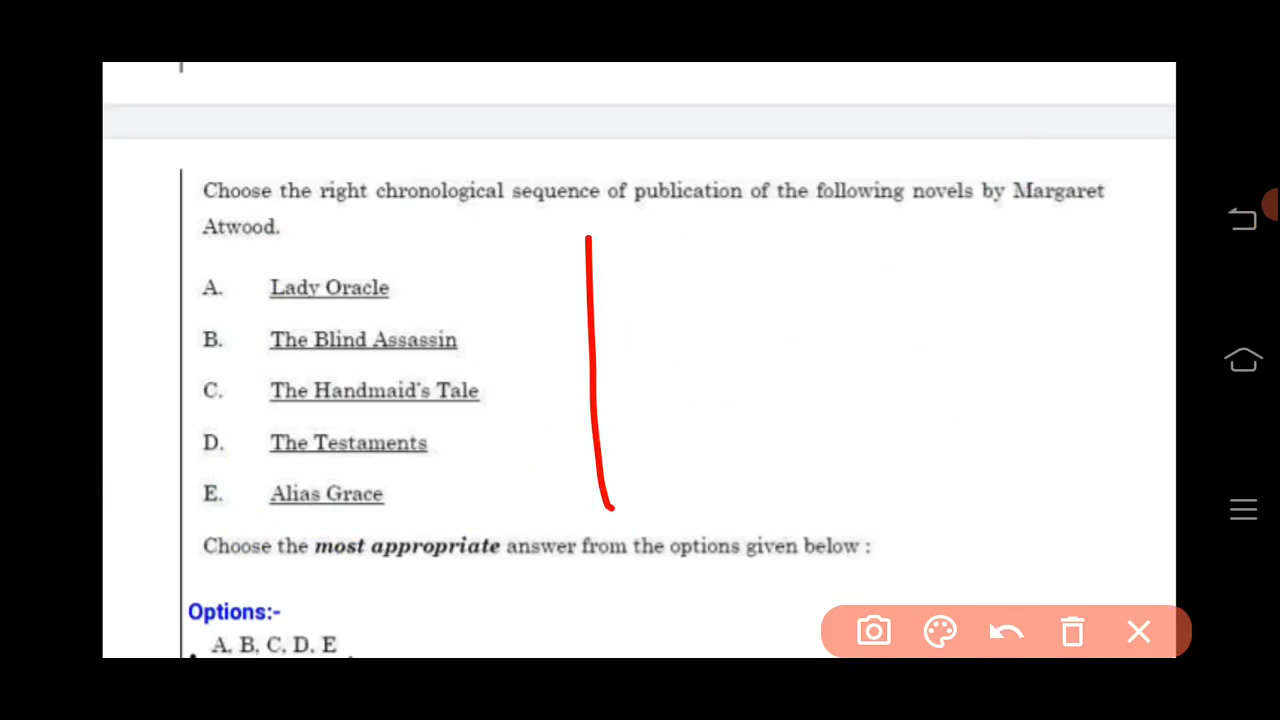 Choose the right chronological sequence of publication of the following novels by Margaret
Atwood.
A. Lady Oracle
B. The Blind Assassin
C. The Handmaid's Tale
D. The Testaments
E. Alias Grace
Choose the most appropriate answer from the options given below :
Options:-
A, B, C, D, E